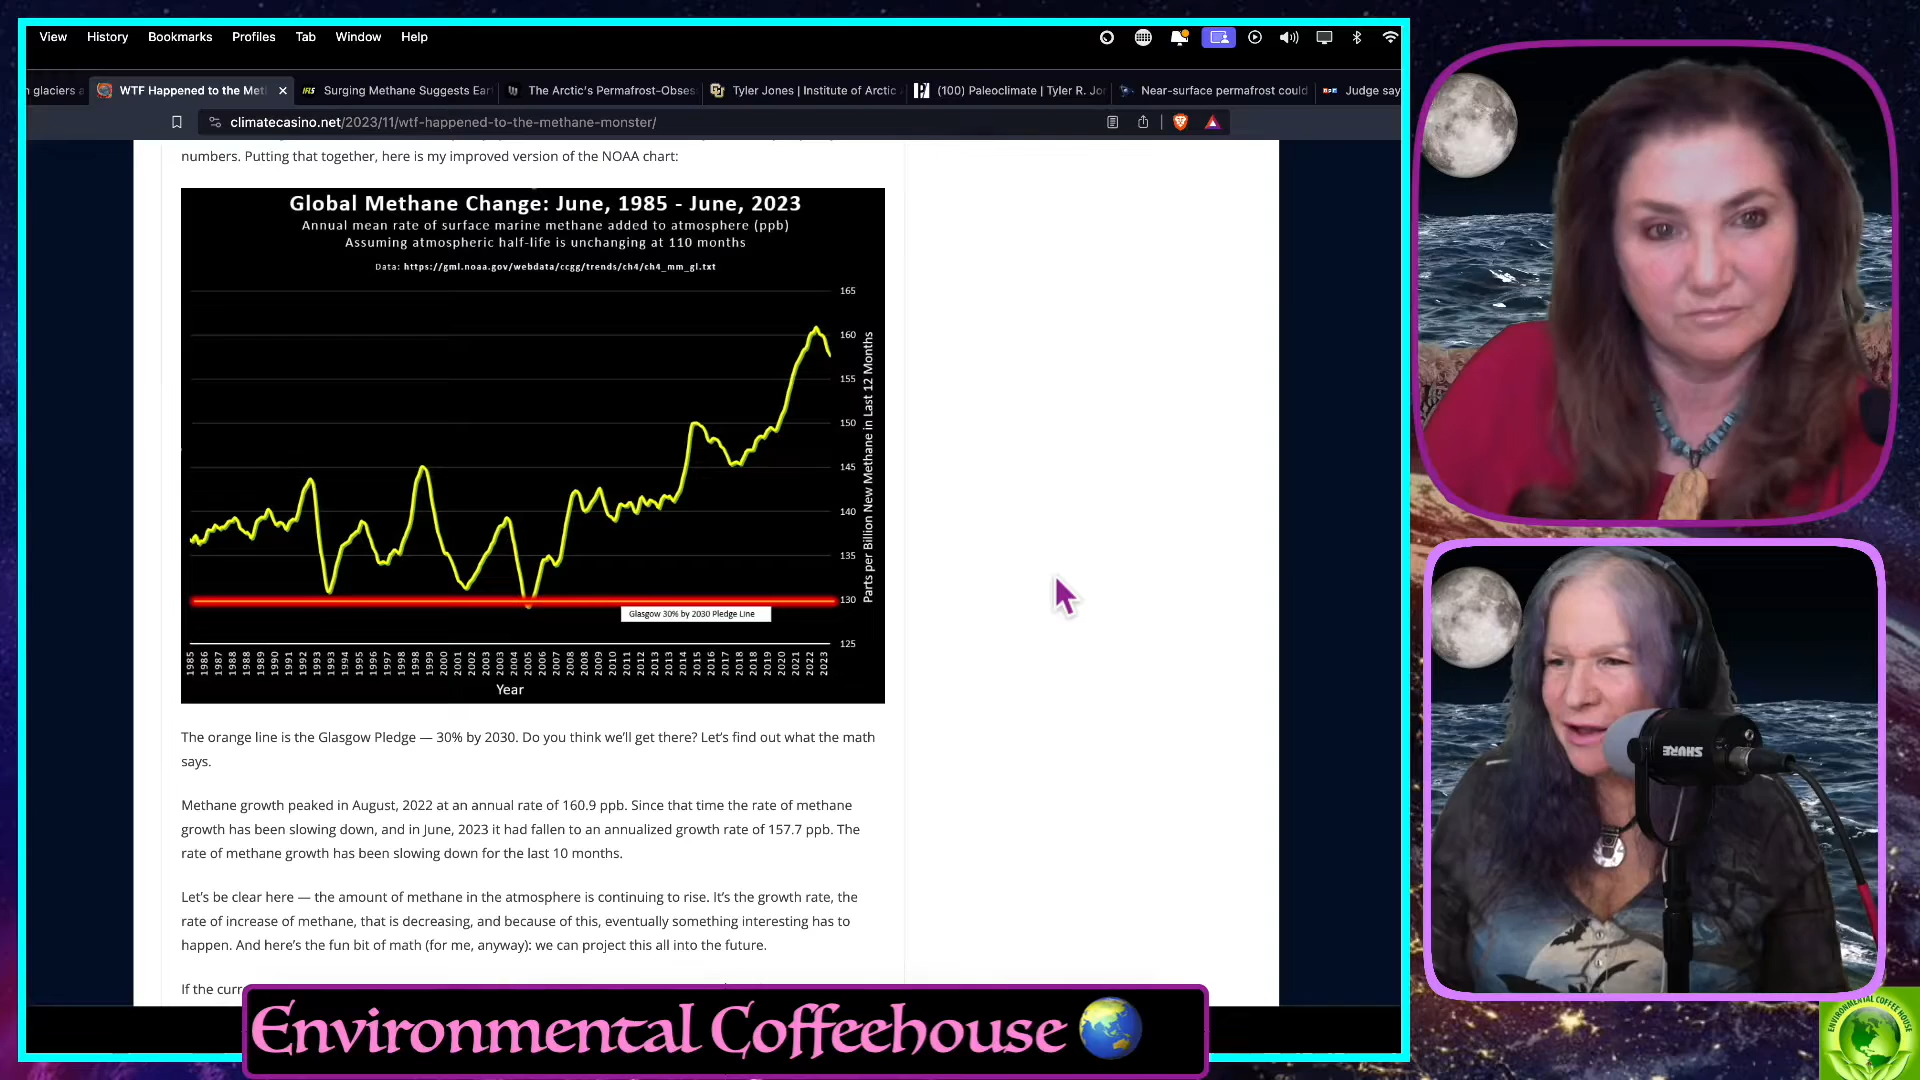 View History Bookmarks Profiles Tab Window Help
n glaciers a
WTF Happened to the Met
IFLS Surging Methane Suggests Ear
The Arctic's Permafrost-Obses
Tyler Jones | Institute of Arctic
(100) Paleoclimate | Tyler R. Jor
Near-surface permafrost could
Judge say
climatecasino.net/2023/11/wtf-happened-to-the-methane-monster/
numbers. Putting that together, here is my improved version of the NOAA chart:
Global Methane Change: June, 1985 - June, 2023
Annual mean rate of surface marine methane added to atmosphere (ppb)
Assuming atmospheric half-life is unchanging at 110 months
Data: https://gml.noaa.gov/webdata/ccgg/trends/ch4/ch4_mm_gl.txt
165
160
155
150
145
140
135
130
125
Parts per Billion New Methane in Last 12 Months
Glasgow 30% by 2030 Pledge Line
1985 1986 1987 1988 1988 1989 1990 1991 1992 1993 1993 1994 1995 1996 1997 1998 1998 1999 2000 2001 2002 2003 2003 2004 2005 2006 2007 2008 2008 2009 2010 2011 2012 2013 2013 2014 2015 2016 2017 2018 2018 2019 2020 2021 2022 2023
Year
The orange line is the Glasgow Pledge — 30% by 2030. Do you think we'll get there? Let's find out what the math
says.
Methane growth peaked in August, 2022 at an annual rate of 160.9 ppb. Since that time the rate of methane
growth has been slowing down, and in June, 2023 it had fallen to an annualized growth rate of 157.7 ppb. The
rate of methane growth has been slowing down for the last 10 months.
Let's be clear here — the amount of methane in the atmosphere is continuing to rise. It's the growth rate, the
rate of increase of methane, that is decreasing, and because of this, eventually something interesting has to
happen. And here's the fun bit of math (for me, anyway): we can project this all into the future.
If the curr
Environmental Coffeehouse
SHURE
ENVIRONMENTAL COFFEE HOUSE